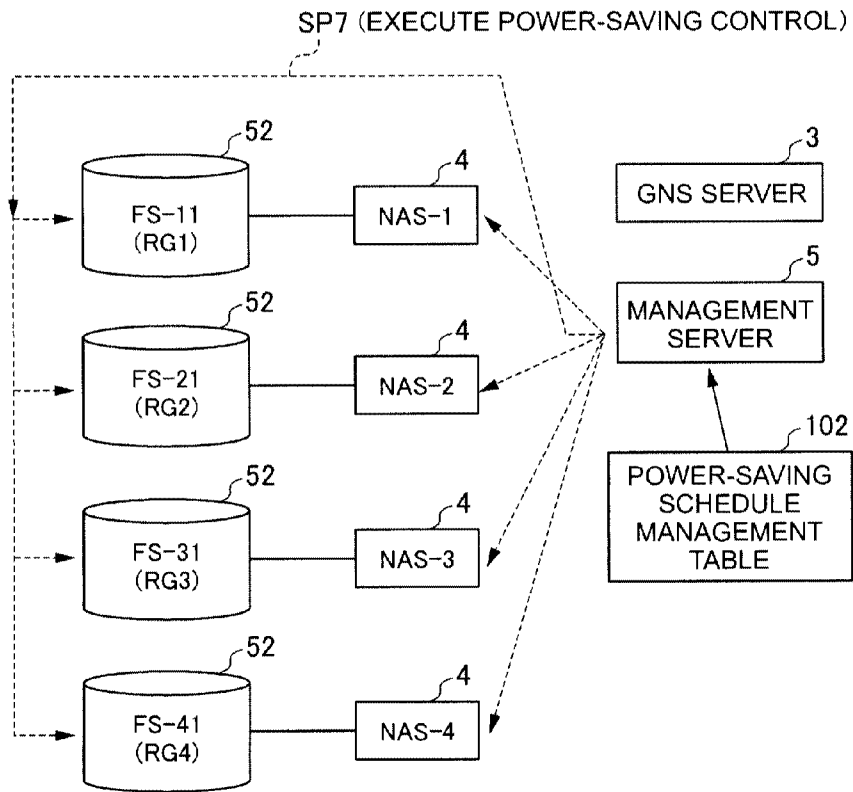 SP7 (EXECUTE POWER-SAVING CONTROL)
52
FS-11
(RG1)
4
NAS-1
3
GNS SERVER
5
MANAGEMENT
SERVER
52
FS-21
(RG2)
4
NAS-2
102
POWER-SAVING
SCHEDULE
MANAGEMENT
TABLE
52
FS-31
(RG3)
4
NAS-3
52
FS-41
(RG4)
4
NAS-4